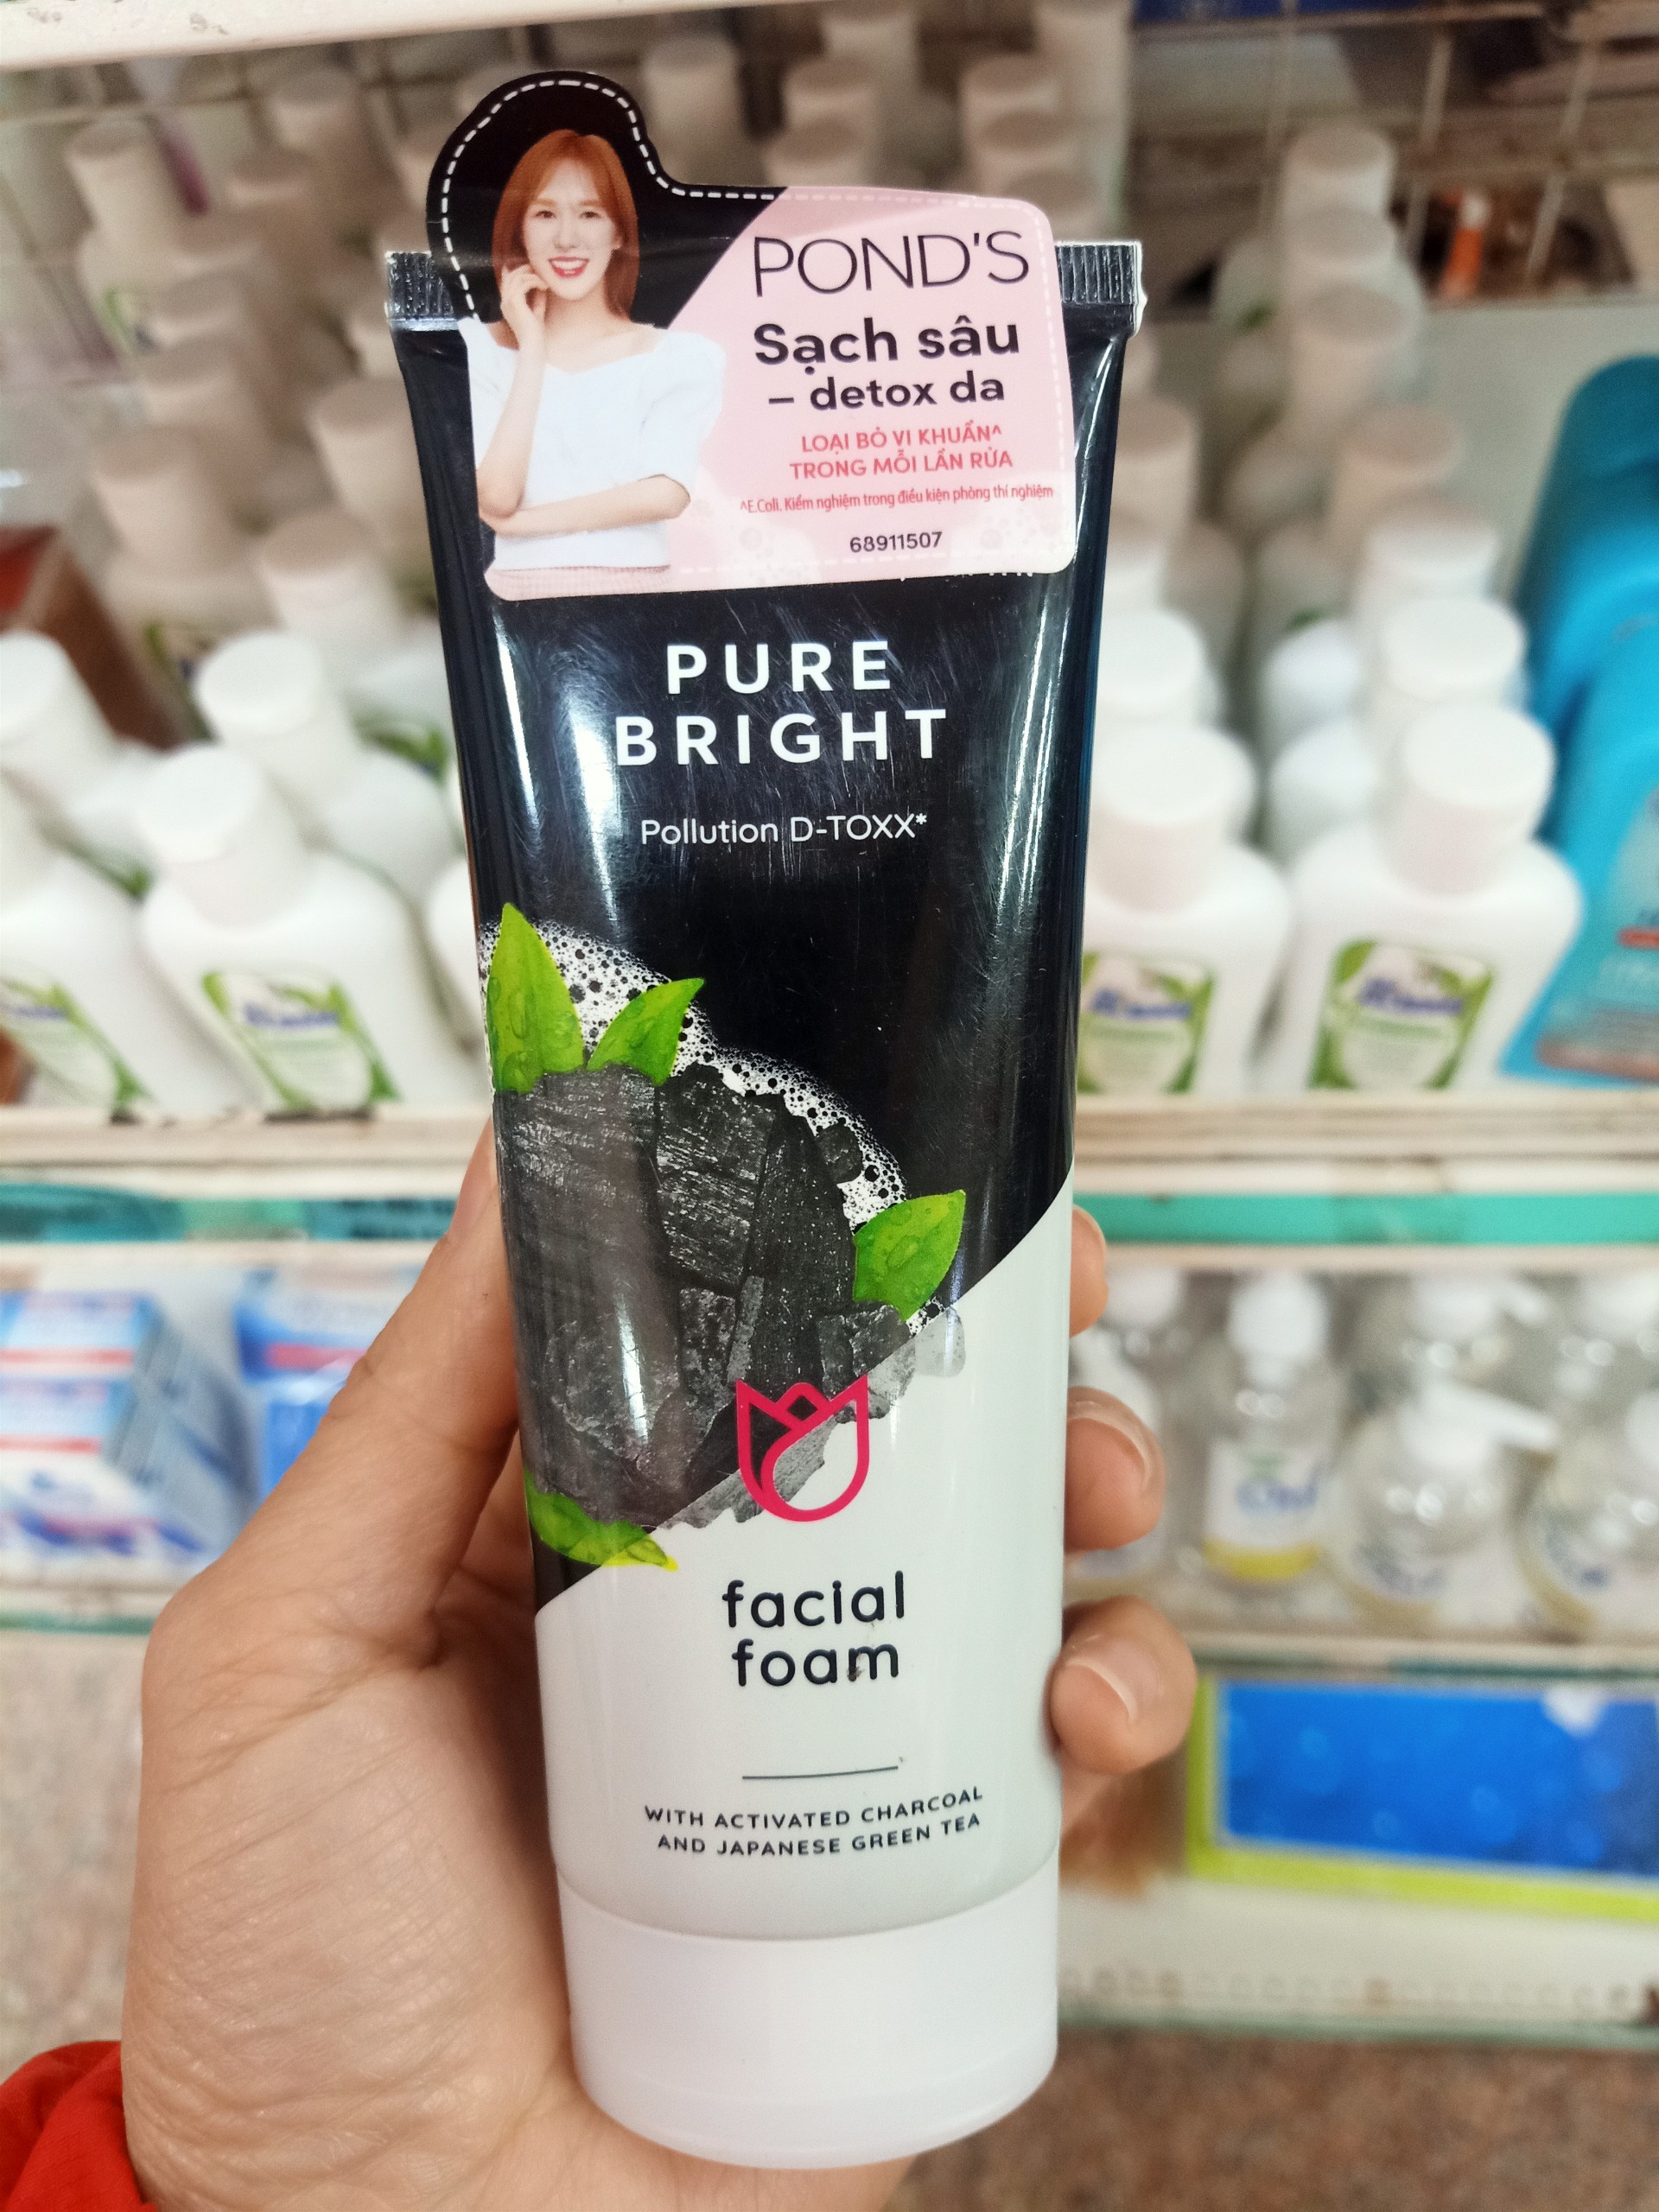 POND'S
Sạch sâu
– detox da
LOẠI BỎ VI KHUẨN^
TRONG MỖI LẦN RỬA
^E.Coli. Kiểm nghiệm trong điều kiện phòng thí nghiệm
68911507
PURE
BRIGHT
Pollution D-TOXX*
facial
foam
WITH ACTIVATED CHARCOAL
AND JAPANESE GREEN TEA